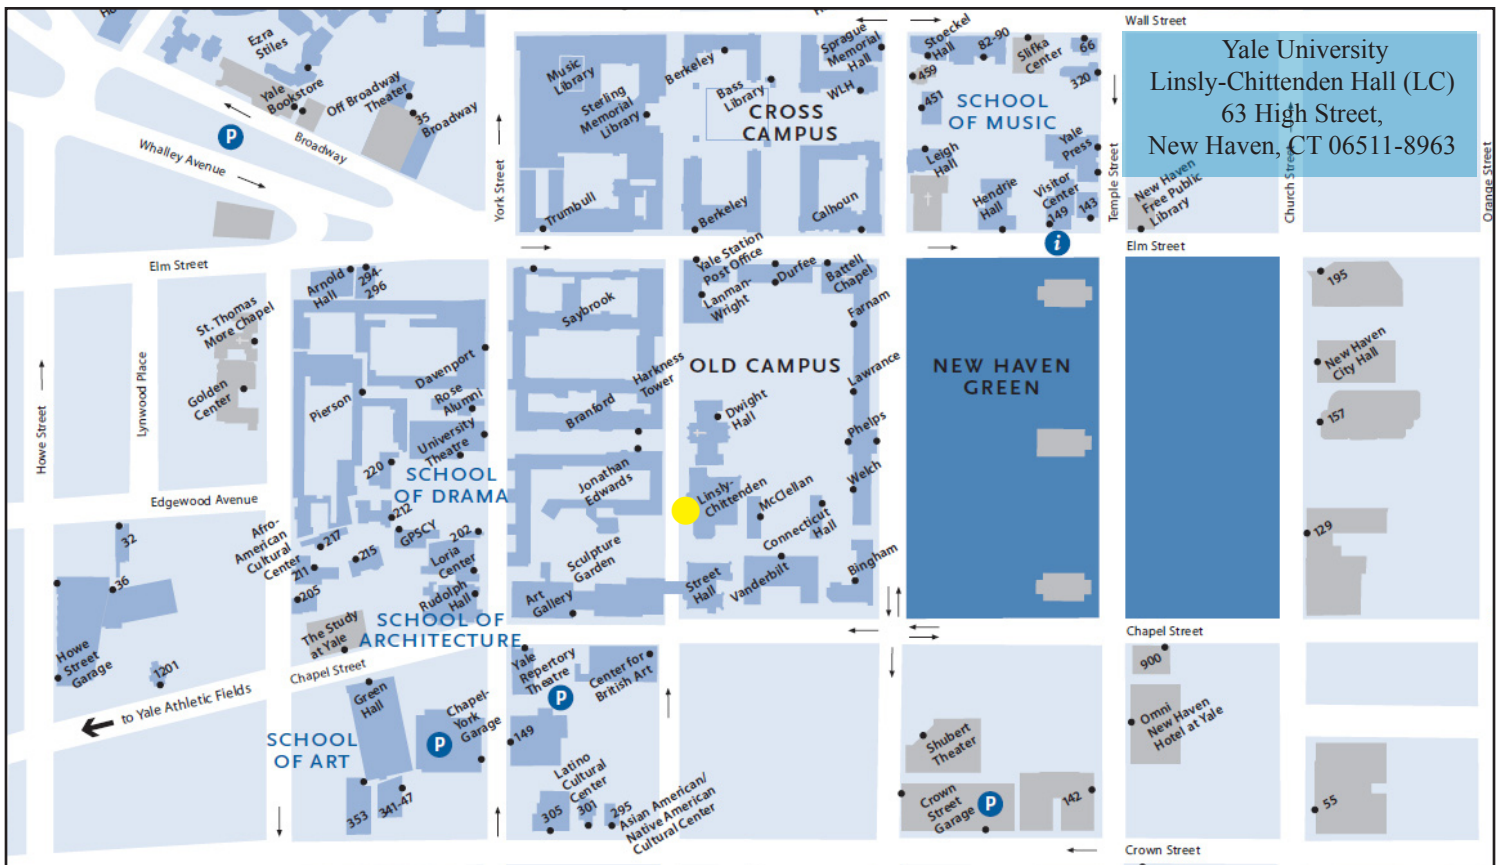 Wall Street
Yale University
Linsly-Chittenden Hall (LC)
63 High Street,
New Haven, CT 06511-8963
Ezra
Stiles
Yale
Bookstore
Off Broadway
Theater
35
Broadway
P
Broadway
Whalley Avenue
York Street
Music
Library
Sterling
Memorial
Library
Berkeley
Bass
Library
Sprague
Memorial
Hall
WLH
CROSS
CAMPUS
Trumbull
Berkeley
Calhoun
Stoeckel
Hall
82-90
Slifka
Center
66
459
451
320
SCHOOL
OF MUSIC
Leigh
Hall
Yale
Press
Hendrie
Hall
Visitor
Center
149
143
i
Temple Street
New Haven
Free Public
Library
Church Street
Orange Street
Elm Street
Elm Street
Arnold
Hall
294-
296
St. Thomas
More Chapel
Golden
Center
Lynwood Place
Howe Street
Pierson
Davenport
Rose
Alumni
University
Theatre
220
SCHOOL
OF DRAMA
Saybrook
Harkness
Tower
Branford
Jonathan
Edwards
Yale Station
Post Office
Lanman-
Wright
Durfee
Battell
Chapel
Farnam
OLD CAMPUS
Lawrance
Dwight
Hall
Phelps
Welch
Linsly-
Chittenden
McClellan
Connecticut
Hall
Bingham
Vanderbilt
Street
Hall
NEW HAVEN
GREEN
195
New Haven
City Hall
157
129
Edgewood Avenue
32
36
Afro-
American
Cultural
Center
217
211
205
215
212
GPSCY
202
Loria
Center
Rudolph
Hall
Sculpture
Garden
Art
Gallery
SCHOOL OF
ARCHITECTURE
The Study
at Yale
Howe
Street
Garage
1201
Chapel Street
Chapel Street
to Yale Athletic Fields
Green
Hall
Chapel-
York
Garage
P
SCHOOL
OF ART
353
341-47
Yale
Repertory
Theatre
Center for
British Art
P
149
Latino
Cultural
Center
305
301
295
Asian American/
Native American
Cultural Center
Shubert
Theater
Crown
Street
Garage
P
142
900
Omni
New Haven
Hotel at Yale
55
Crown Street